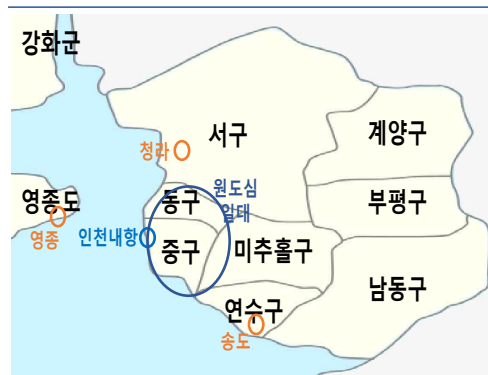 강화군
서구
계양구
청라
원도심
일대
영종도
동구
부평구
영종
인천내항
중구
미추홀구
남동구
연수구
송도